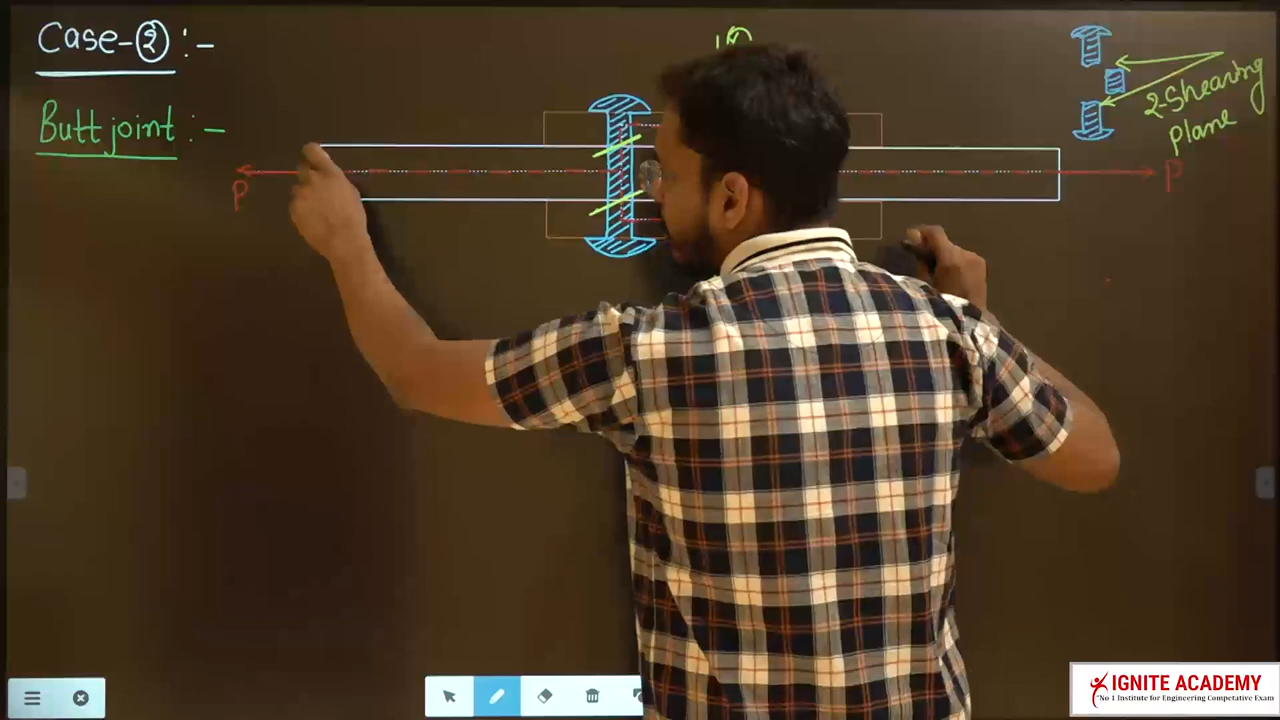 Case-② :-
Butt joint :-
P
P
2-Shearing
plane
IGNITE ACADEMY
"No 1 Institute for Engineering Competative Exam